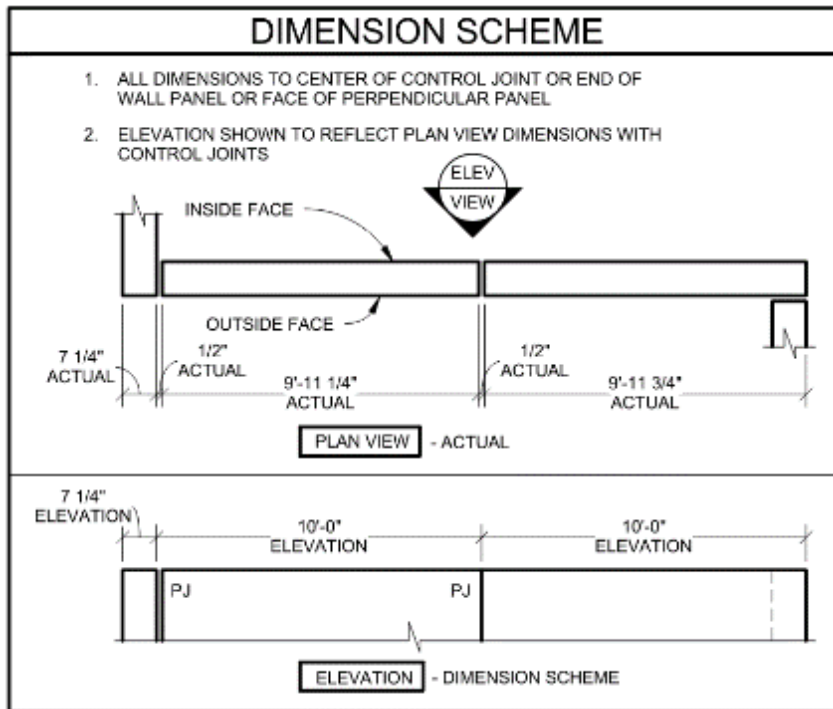 DIMENSION SCHEME
1. ALL DIMENSIONS TO CENTER OF CONTROL JOINT OR END OF
WALL PANEL OR FACE OF PERPENDICULAR PANEL
2. ELEVATION SHOWN TO REFLECT PLAN VIEW DIMENSIONS WITH
CONTROL JOINTS
ELEV
VIEW
INSIDE FACE
OUTSIDE FACE
7 1/4"
ACTUAL
1/2"
ACTUAL
9'-11 1/4"
ACTUAL
1/2"
ACTUAL
9'-11 3/4"
ACTUAL
PLAN VIEW - ACTUAL
7 1/4"
ELEVATION
10'-0"
ELEVATION
10'-0"
ELEVATION
PJ
PJ
ELEVATION - DIMENSION SCHEME